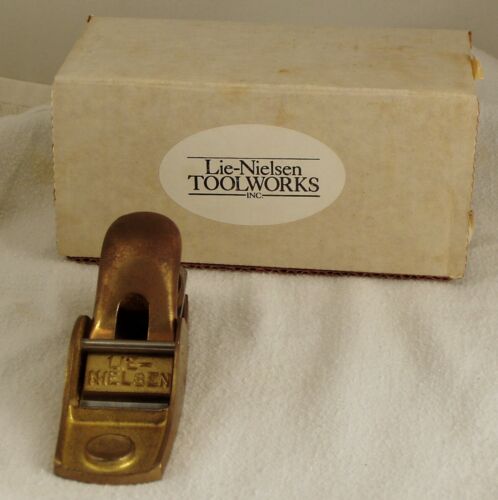 Lie-Nielsen
TOOLWORKS
INC.
LIE-
NIELSEN